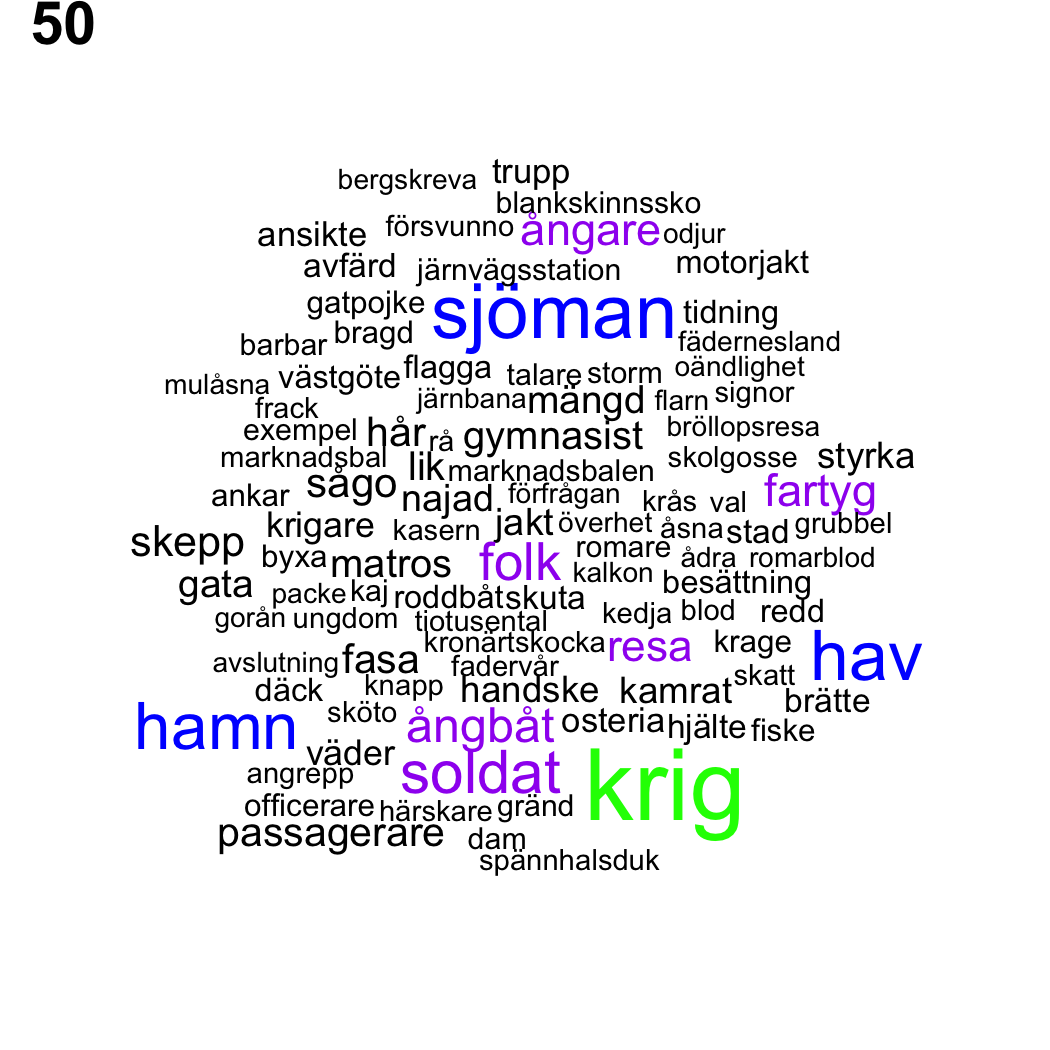 50
bergskreva trupp
blankskinnssko
ansikte försvunno ångare odjur
avfärd järnvägsstation motorjakt
gatpojke sjöman tidning
barbar bragd fädernesland
mulåsna västgöte flagga talare storm oändlighet
frack järnbana mängd flarn signor
exempel hår rå gymnasist bröllopsresa
marknadsbal lik marknadsbalen skolgosse styrka
ankar sågo najad förfrågan krås val fartyg
krigare kasern jakt överhet åsna stad grubbel
skepp byxa matros folk romare ådra romarblod
gata packe kaj roddbåtskuta kalkon besättning
gorån ungdom tiotusental kedja blod redd
kronärtskocka resa krage hav
avslutning fasa fadervår skatt
däck knapp handske kamrat brätte
hamn sköto ångbåt osteria hjälte fiske
väder soldat krig
angrepp
officerare härskare gränd
passagerare dam
spännhalsduk